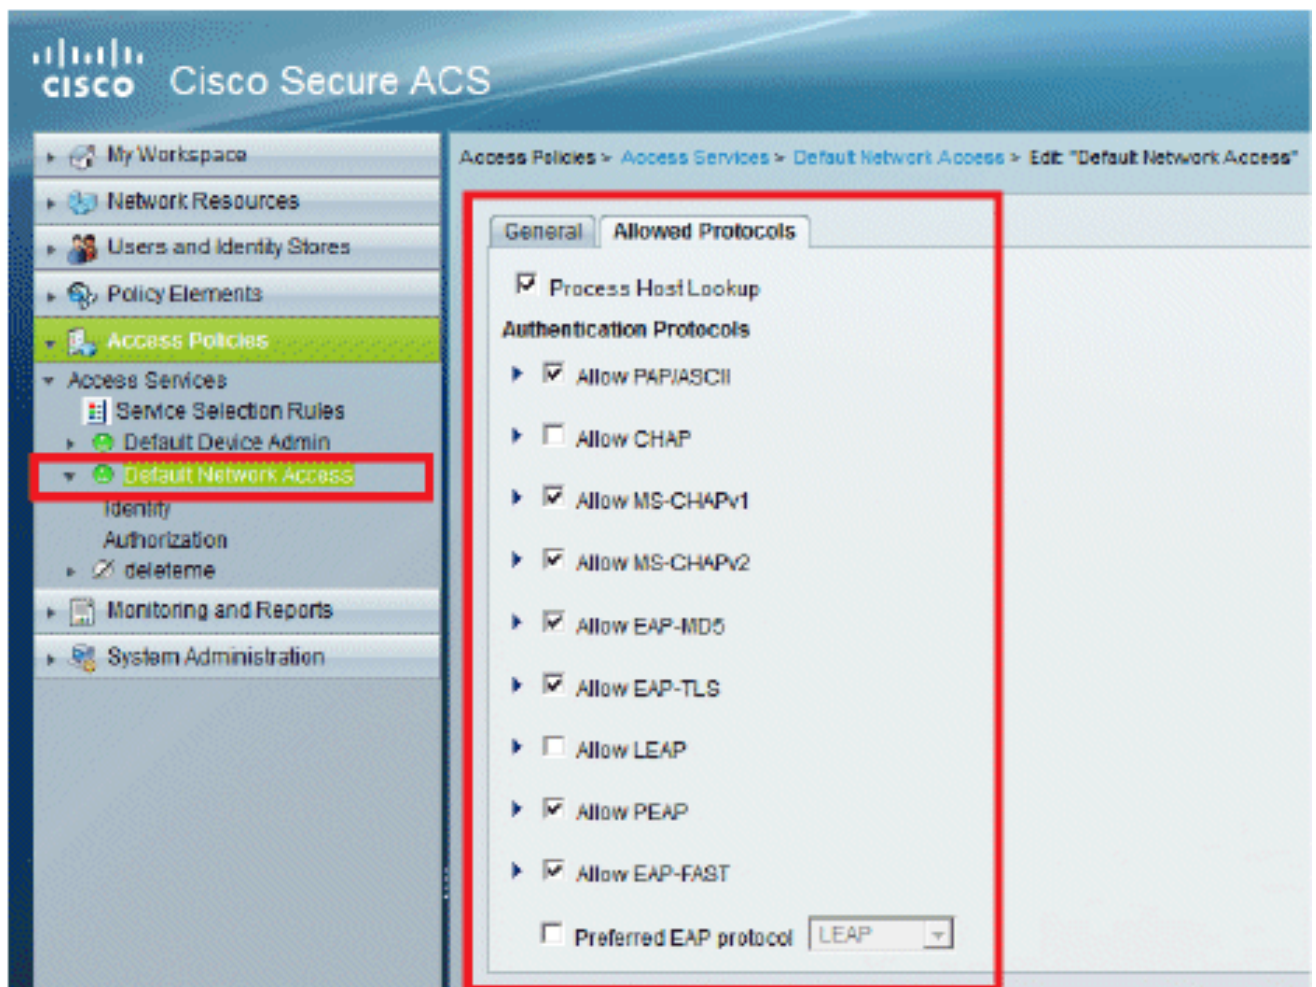 CISCO Cisco Secure ACS
My Workspace
Network Resources
Users and Identity Stores
Policy Elements
Access Policies
Access Services
Service Selection Rules
Default Device Admin
Default Network Access
Identity
Authorization
deleteme
Monitoring and Reports
System Administration
Access Policies > Access Services > Default Network Access > Edit: "Default Network Access"
General Allowed Protocols
Process Host Lookup
Authentication Protocols
Allow PAP/ASCII
Allow CHAP
Allow MS-CHAPv1
Allow MS-CHAPv2
Allow EAP-MD5
Allow EAP-TLS
Allow LEAP
Allow PEAP
Allow EAP-FAST
Preferred EAP protocol LEAP